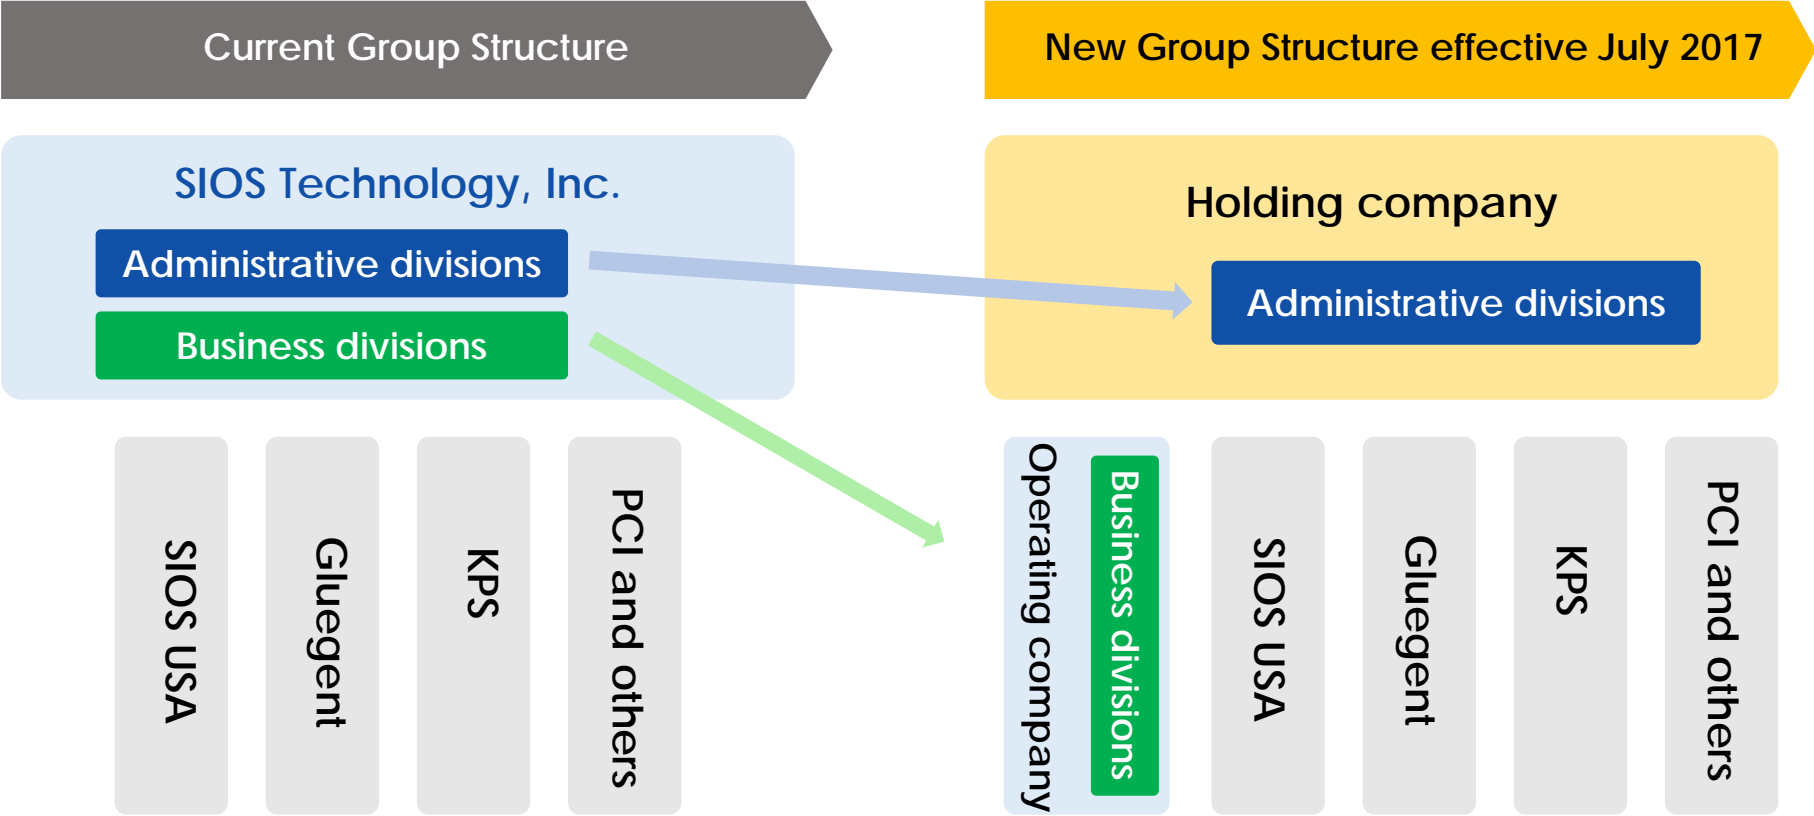 Current Group Structure
SIOS Technology, Inc.
Administrative divisions
Business divisions
SIOS USA
Gluegent
KPS
PCI and others
New Group Structure effective July 2017
Holding company
Administrative divisions
Operating company
Business divisions
SIOS USA
Gluegent
KPS
PCI and others